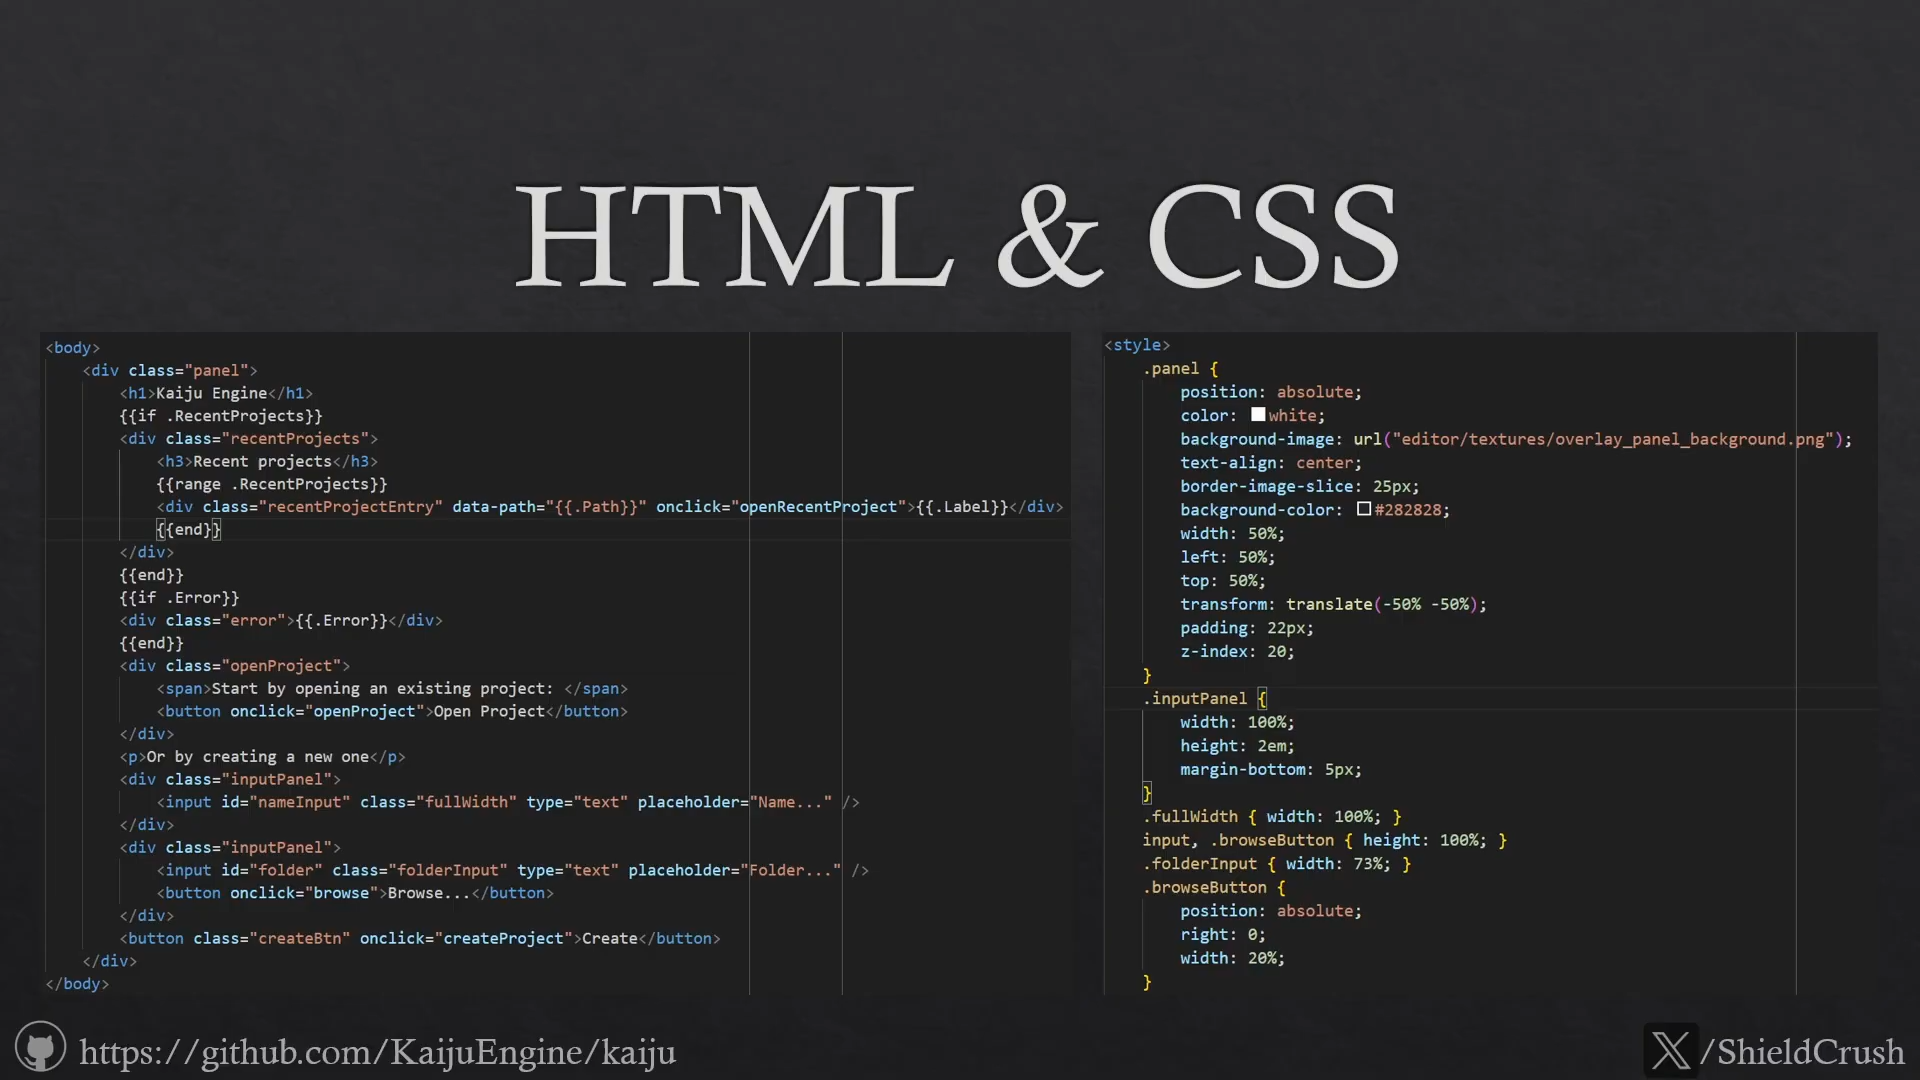 HTML & CSS
<body>
<div class="panel">
<h1>Kaiju Engine</h1>
{{if .RecentProjects}}
<div class="recentProjects">
<h3>Recent projects</h3>
{{range .RecentProjects}}
<div class="recentProjectEntry" data-path="{{.Path}}" onclick="openRecentProject">{{.Label}}</div>
{{end}}
</div>
{{end}}
{{if .Error}}
<div class="error">{{.Error}}</div>
{{end}}
<div class="openProject">
<span>Start by opening an existing project: </span>
<button onclick="openProject">Open Project</button>
</div>
<p>Or by creating a new one</p>
<div class="inputPanel">
<input id="nameInput" class="fullWidth" type="text" placeholder="Name..." />
</div>
<div class="inputPanel">
<input id="folder" class="folderInput" type="text" placeholder="Folder..." />
<button onclick="browse">Browse...</button>
</div>
<button class="createBtn" onclick="createProject">Create</button>
</div>
</body>
<style>
.panel {
position: absolute;
color: white;
background-image: url("editor/textures/overlay_panel_background.png");
text-align: center;
border-image-slice: 25px;
background-color: #282828;
width: 50%;
left: 50%;
top: 50%;
transform: translate(-50% -50%);
padding: 22px;
z-index: 20;
}
.inputPanel {
width: 100%;
height: 2em;
margin-bottom: 5px;
}
.fullWidth { width: 100%; }
input, .browseButton { height: 100%; }
.folderInput { width: 73%; }
.browseButton {
position: absolute;
right: 0;
width: 20%;
}
https://github.com/KaijuEngine/kaiju
X/ShieldCrush